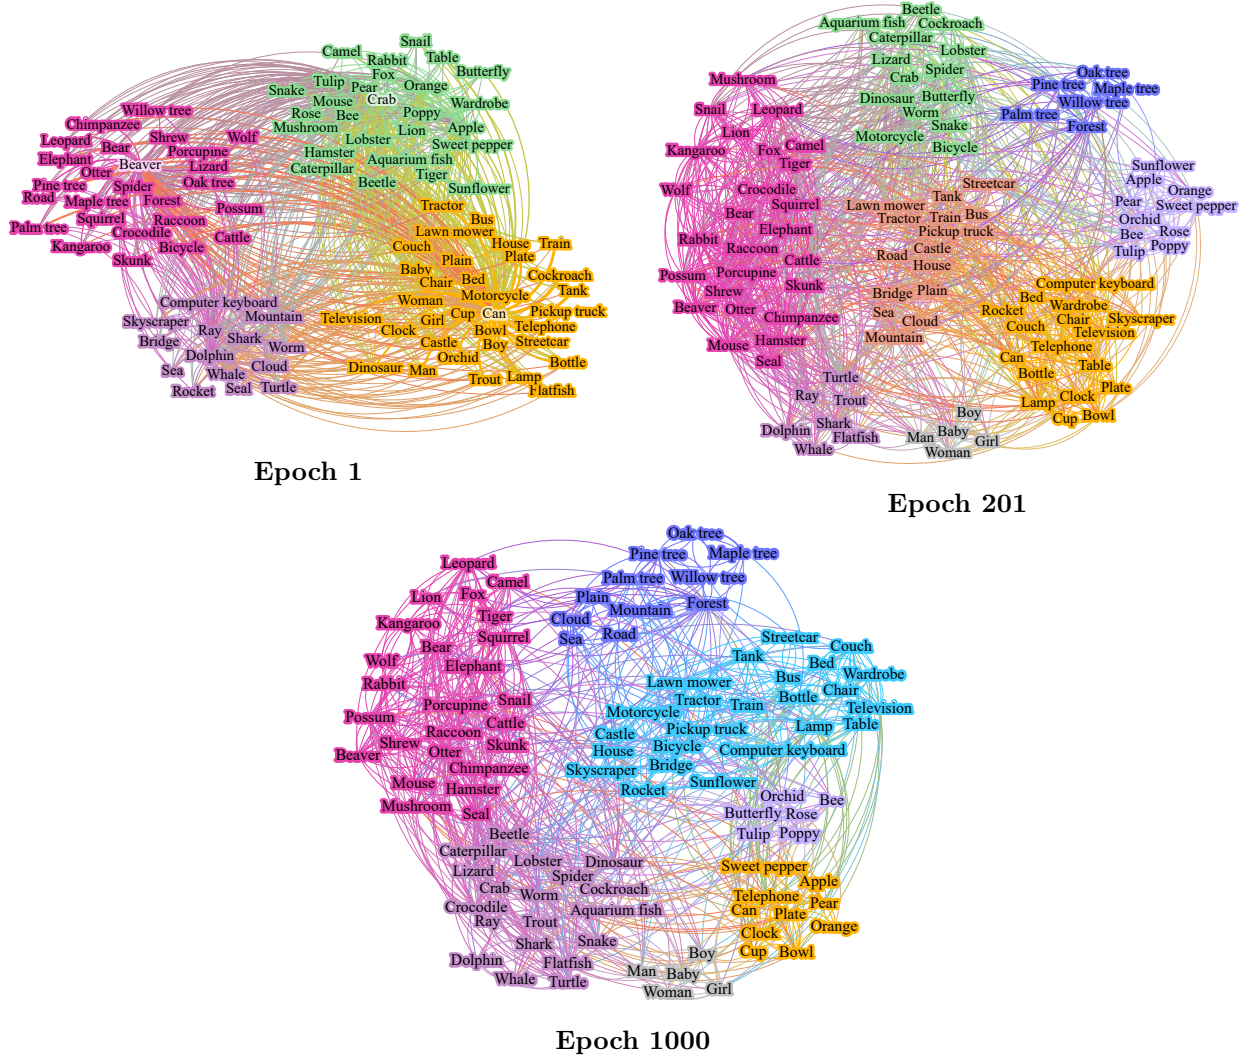 Snail
Camel
Rabbit
Table
Fox
Butterfly
Tulip
Pear
Orange
Snake
Mouse
Crab
Wardrobe
Rose
Bee
Poppy
Mushroom
Lion
Apple
Lobster
Sweet pepper
Hamster
Aquarium fish
Caterpillar
Tiger
Beetle
Sunflower
Willow tree
Chimpanzee
Leopard
Shrew
Wolf
Bear
Porcupine
Elephant
Beaver
Lizard
Otter
Pine tree
Spider
Oak tree
Road
Maple tree
Forest
Possum
Squirrel
Raccoon
Palm tree
Crocodile
Cattle
Kangaroo
Bicycle
Skunk
Tractor
Bus
Lawn mower
Couch
House
Train
Plain
Plate
Baby
Chair
Bed
Cockroach
Woman
Motorcycle
Tank
Television
Girl
Cup
Can
Pickup truck
Clock
Bowl
Telephone
Castle
Boy
Streetcar
Orchid
Dinosaur
Man
Bottle
Trout
Lamp
Flatfish
Computer keyboard
Skyscraper
Mountain
Ray
Bridge
Shark
Worm
Dolphin
Sea
Whale
Cloud
Rocket
Seal
Turtle
Epoch 1
Beetle
Aquarium fish
Cockroach
Caterpillar
Lobster
Lizard
Spider
Crab
Dinosaur
Butterfly
Worm
Snake
Motorcycle
Bicycle
Oak tree
Pine tree
Maple tree
Willow tree
Palm tree
Forest
Mushroom
Snail
Leopard
Lion
Kangaroo
Fox
Camel
Tiger
Wolf
Crocodile
Squirrel
Bear
Rabbit
Elephant
Raccoon
Cattle
Possum
Porcupine
Shrew
Skunk
Beaver
Otter
Chimpanzee
Mouse
Hamster
Seal
Sunflower
Apple
Orange
Pear
Sweet pepper
Orchid
Bee
Rose
Tulip
Poppy
Streetcar
Tank
Lawn mower
Tractor
Train
Bus
Pickup truck
Road
Castle
House
Bridge
Plain
Sea
Cloud
Mountain
Computer keyboard
Bed
Rocket
Wardrobe
Chair
Skyscraper
Couch
Television
Telephone
Can
Bottle
Table
Plate
Lamp
Clock
Cup
Bowl
Turtle
Ray
Trout
Shark
Dolphin
Flatfish
Whale
Boy
Man
Baby
Girl
Woman
Epoch 201
Oak tree
Pine tree
Maple tree
Palm tree
Willow tree
Plain
Mountain
Forest
Cloud
Sea
Road
Leopard
Camel
Lion
Fox
Kangaroo
Tiger
Squirrel
Bear
Wolf
Elephant
Rabbit
Porcupine
Snail
Possum
Cattle
Raccoon
Shrew
Otter
Skunk
Beaver
Chimpanzee
Mouse
Hamster
Mushroom
Seal
Streetcar
Couch
Tank
Bed
Bus
Wardrobe
Lawn mower
Chair
Tractor
Train
Bottle
Television
Motorcycle
Table
Castle
Pickup truck
Lamp
House
Bicycle
Computer keyboard
Skyscraper
Bridge
Rocket
Sunflower
Orchid
Bee
Butterfly
Rose
Tulip
Poppy
Beetle
Caterpillar
Lobster
Dinosaur
Lizard
Spider
Crab
Worm
Cockroach
Crocodile
Ray
Trout
Aquarium fish
Shark
Snake
Dolphin
Flatfish
Whale
Turtle
Sweet pepper
Apple
Telephone
Can
Plate
Pear
Clock
Orange
Cup
Bowl
Boy
Man
Baby
Woman
Girl
Epoch 1000